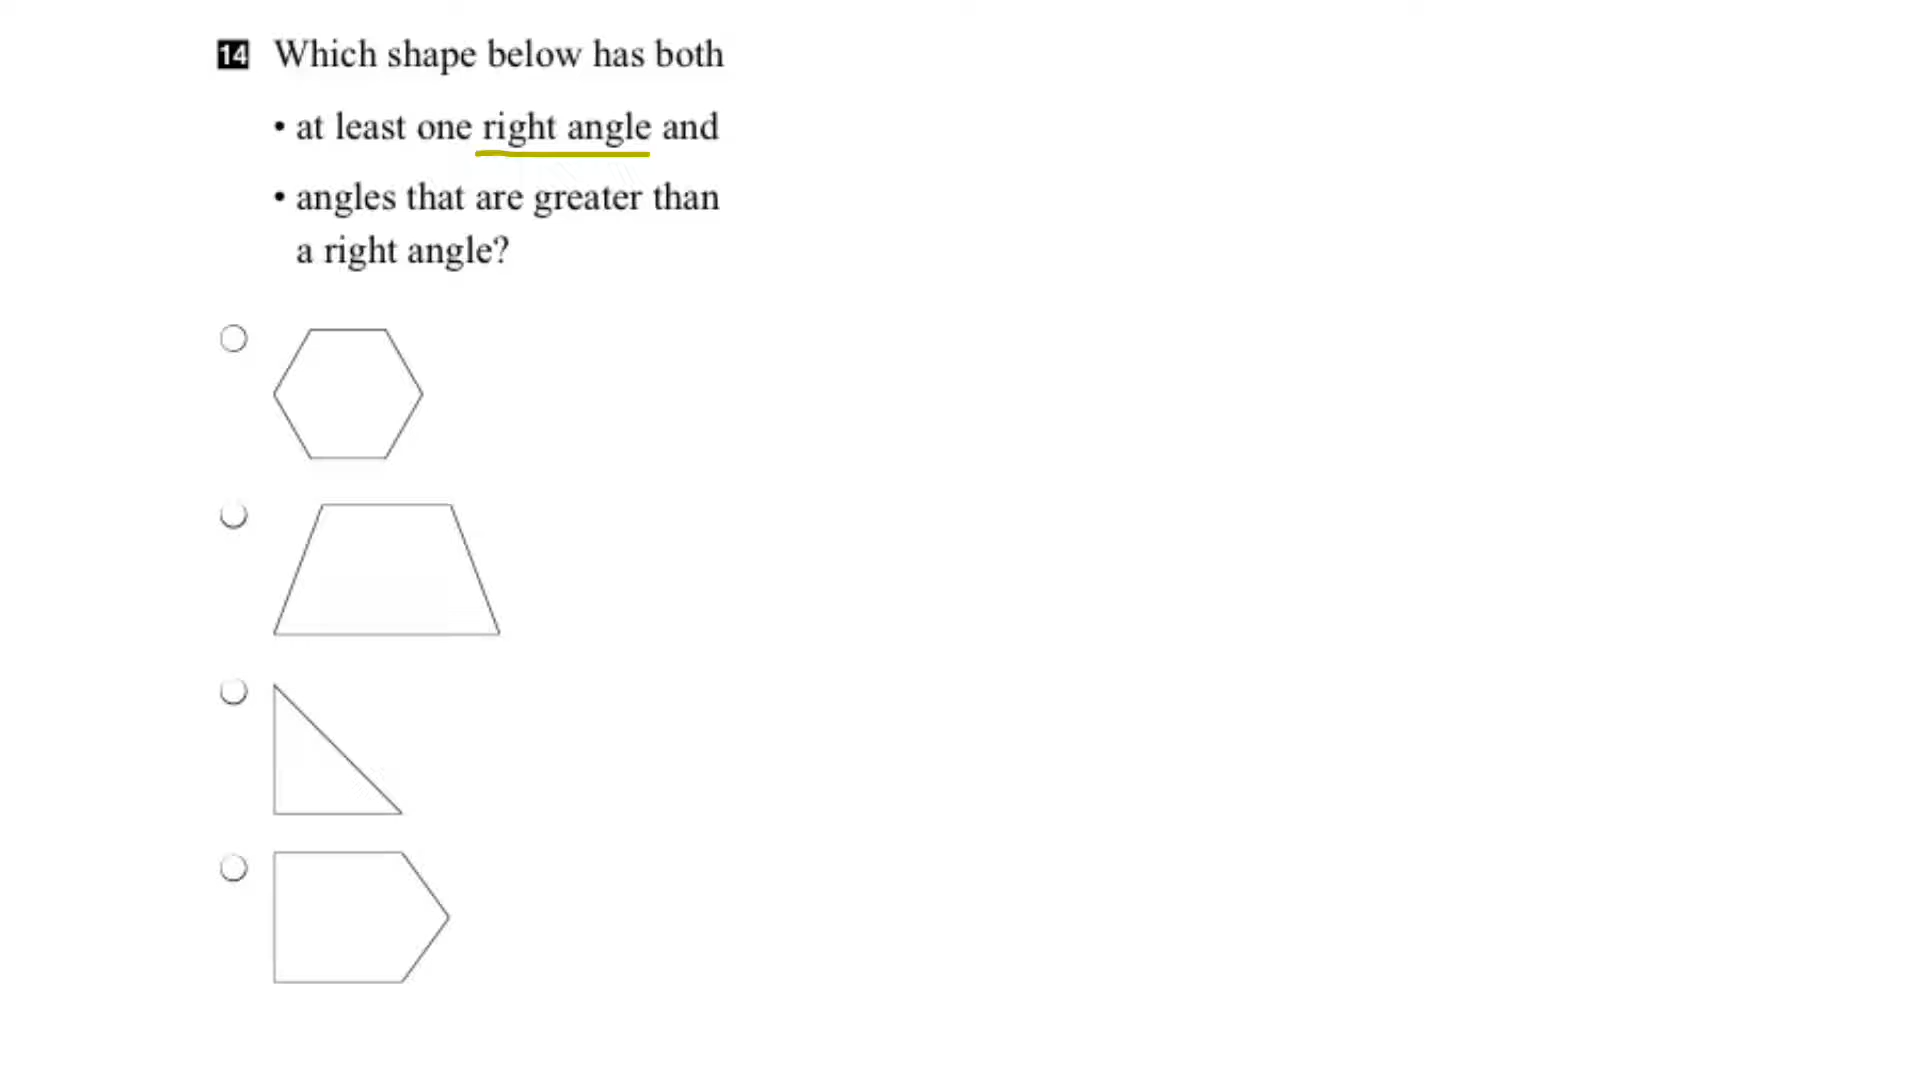 14 Which shape below has both
• at least one right angle and
• angles that are greater than
a right angle?